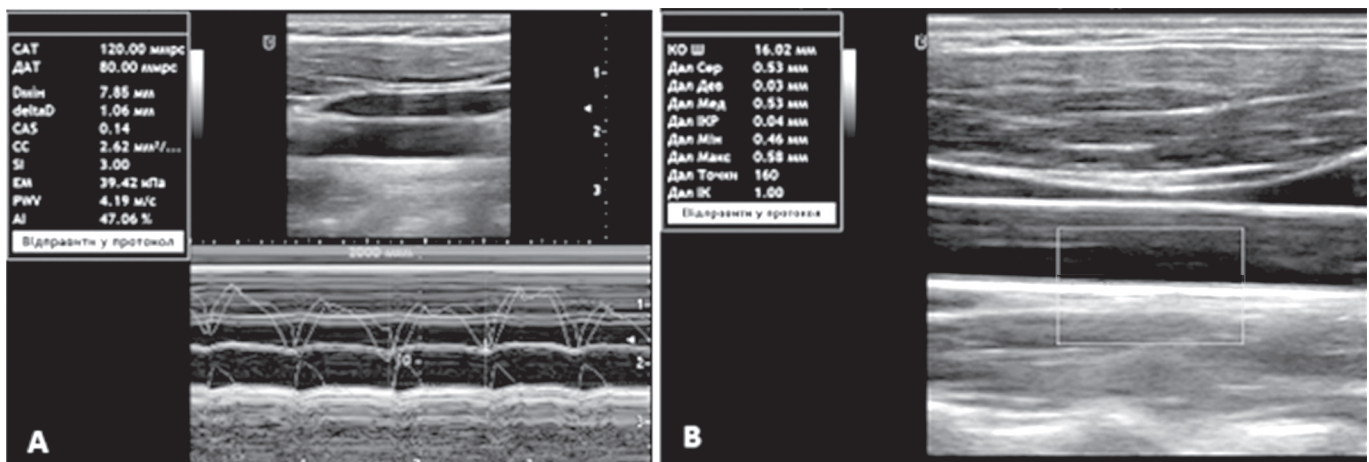 САТ 120.00 ммрс
ДАТ 80.00 ммрс
Dмін 7.85 мм
deltaD 1.06 мм
CAS 0.14
CC 2.62 мм²/...
SI 3.00
EM 39.42 кПа
PWV 4.19 м/с
AI 47.06 %
Відправити у протокол
1
2
3
1
2
3
A
КО Ш 16.02 мм
Дал Сер 0.53 мм
Дал Дев 0.03 мм
Дал Мед 0.53 мм
Дал ІКР 0.04 мм
Дал Мін 0.46 мм
Дал Макс 0.58 мм
Дал Точки 160
Дал ІК 1.00
Відправити у протокол
B